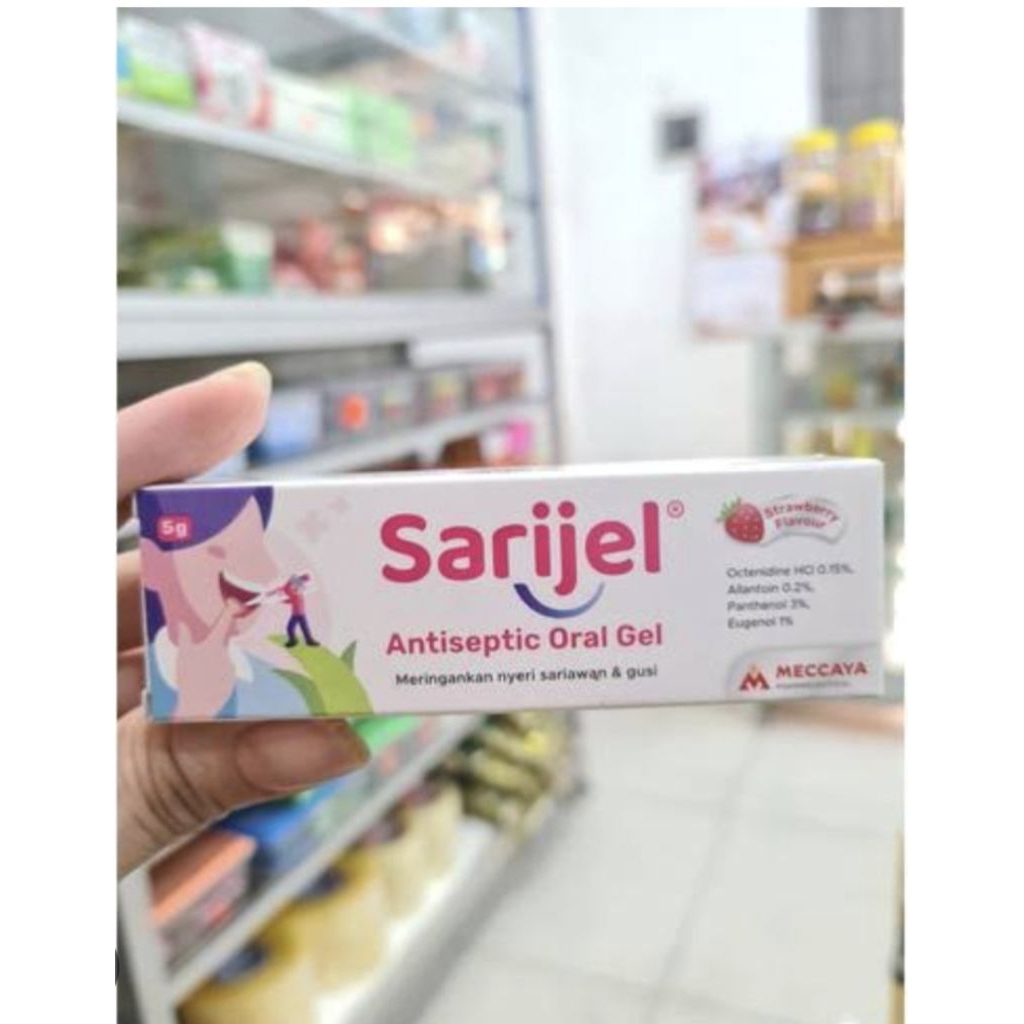 5g
Sarijel®
Antiseptic Oral Gel
Meringankan nyeri sariawan & gusi
Strawberry
Flavour
Octenidine HCl 0.15%,
Allantoin 0.2%,
Panthenol 3%,
Eugenol 1%
MECCAYA